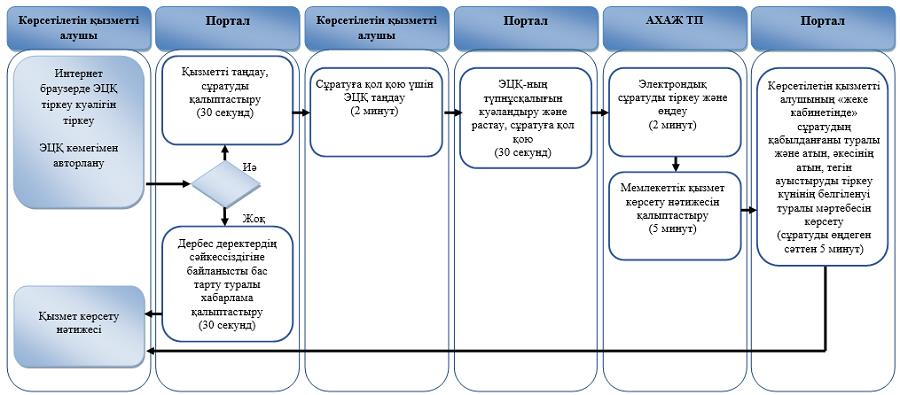 Көрсетілетін қызметті
алушы
Портал
Көрсетілетін қызметті
алушы
Портал
АХАЖ ТП
Портал
Интернет
браузерде ЭЦҚ
тіркеу куәлігін
тіркеу
ЭЦҚ көмегімен
авторлану
Қызметті таңдау,
сұратуды
қалыптастыру
(30 секунд)
Иә
Жоқ
Дербес деректердің
сәйкессіздігіне
байланысты бас
тарту туралы
хабарлама
қалыптастыру
(30 секунд)
Сұратуға қол қою үшін
ЭЦҚ таңдау
(2 минут)
ЭЦҚ-ның
түпнұсқалығын
куәландыру және
растау, сұратуға қол
қою
(30 секунд)
Электрондық
сұратуды тіркеу және
өңдеу
(2 минут)
Мемлекеттік қызмет
көрсету нәтижесін
қалыптастыру
(5 минут)
Көрсетілетін қызметті
алушының «жеке
кабинетінде»
сұратудың
қабылданғаны туралы
және атын, әкесінің
атын, тегін
ауыстыруды тіркеу
күнінің белгіленуі
туралы мәртебесін
көрсету
(сұратуды өңдеген
сәттен 5 минут)
Қызмет көрсету
нәтижесі